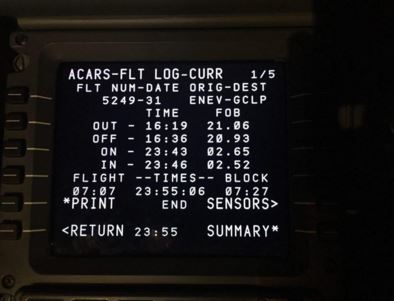 ACARS-FLT LOG-CURR 1/5
FLT NUM-DATE ORIG-DEST
5249-31 ENEV-GCLP
TIME FOB
OUT - 16:19 21.06
OFF - 16:36 20.93
ON - 23:43 02.65
IN - 23:46 02.52
FLIGHT --TIMES-- BLOCK
07:07 23:55:06 07:27
*PRINT END SENSORS>
<RETURN 23:55 SUMMARY*